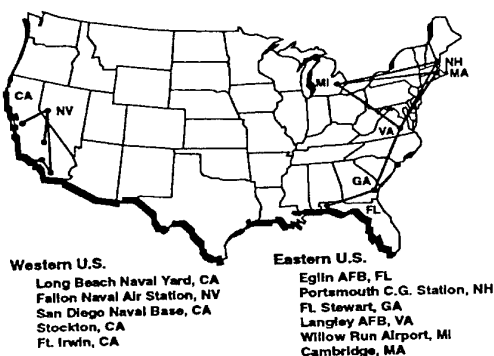 CA
NV
MI
NH
MA
VA
GA
FL
Western U.S.
Long Beach Naval Yard, CA
Fallon Naval Air Station, NV
San Diego Naval Base, CA
Stockton, CA
Ft. Irwin, CA
Eastern U.S.
Eglin AFB, FL
Portsmouth C.G. Station, NH
Ft. Stewart, GA
Langley AFB, VA
Willow Run Airport, MI
Cambridge, MA